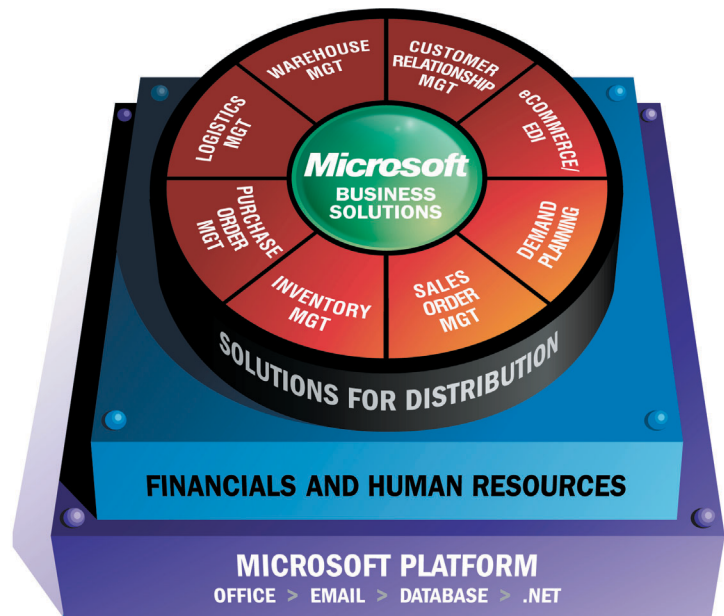 WAREHOUSE
MGT
CUSTOMER
RELATIONSHIP
MGT
eCOMMERCE/
EDI
DEMAND
PLANNING
SALES
ORDER
MGT
INVENTORY
MGT
PURCHASE
ORDER
MGT
LOGISTICS
MGT
Microsoft
BUSINESS
SOLUTIONS
SOLUTIONS FOR DISTRIBUTION
FINANCIALS AND HUMAN RESOURCES
MICROSOFT PLATFORM
OFFICE > EMAIL > DATABASE > .NET